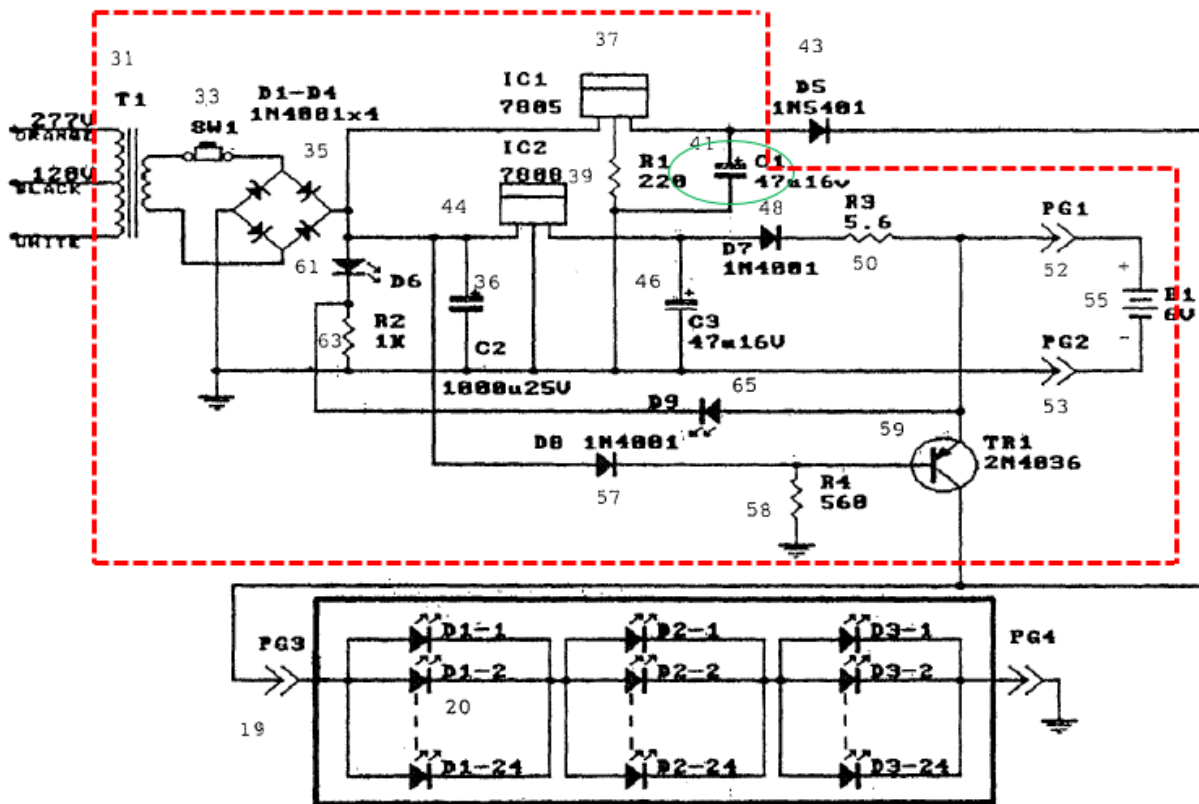 37
43
31
IC1
7805
D5
1N5401
T1
33
D1-D4
1N4001x4
277V
ORANGE
SW1
35
IC2
7808
41
39
R1
220
C1
47u16v
120V
BLACK
44
48
R3
5.6
PG1
WHITE
61
D6
36
46
D7
1N4001
50
52
+
55
B1
6V
-
R2
1K
63
C2
1000u25V
C3
47u16V
PG2
65
53
D9
59
D8 1N4001
TR1
2N4036
57
58
R4
560
PG3
D1-1
D2-1
D3-1
PG4
D1-2
D2-2
D3-2
19
20
D1-24
D2-24
D3-24